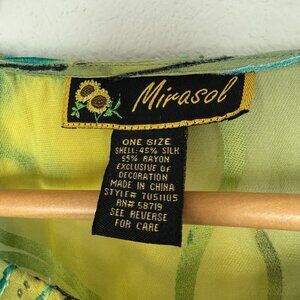 Mirasol
ONE SIZE
SHELL: 45% SILK
55% RAYON
EXCLUSIVE OF
DECORATION
MADE IN CHINA
STYLE# 7051105
RN# 58719
SEE REVERSE
FOR CARE